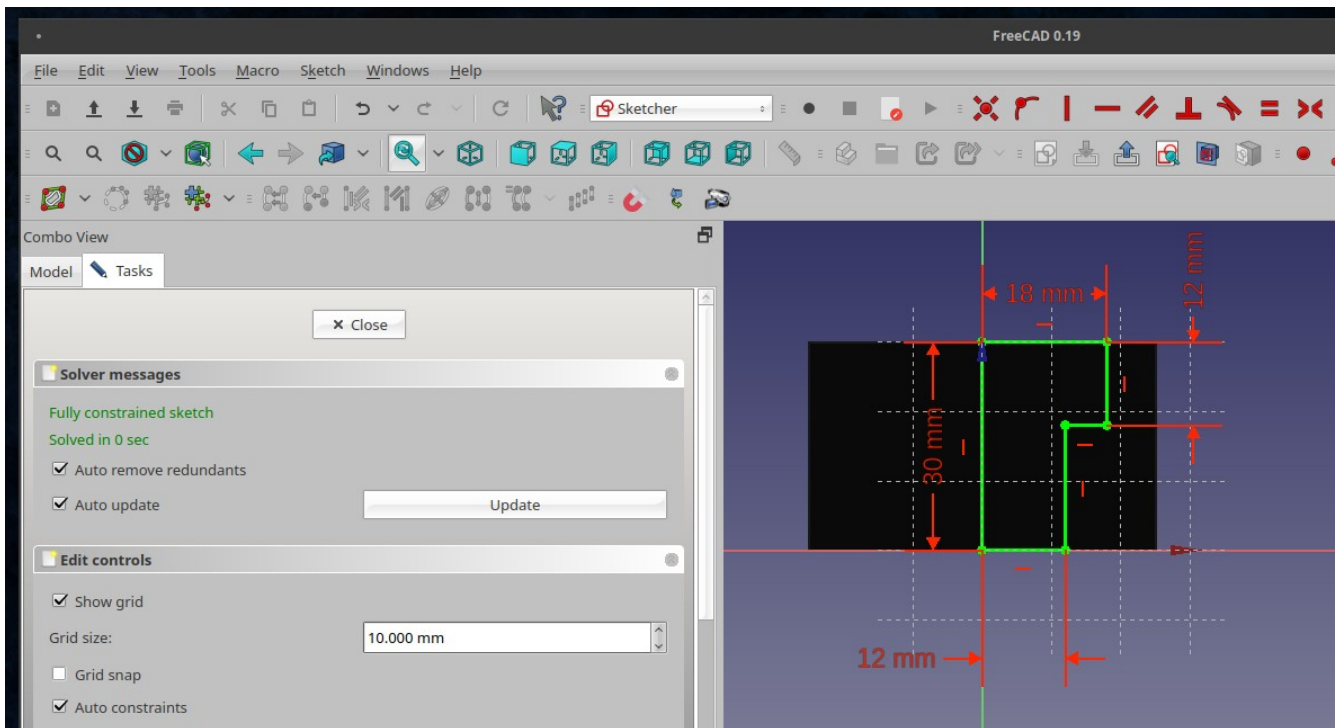 FreeCAD 0.19
File Edit View Tools Macro Sketch Windows Help
Sketcher
Combo View
Model Tasks
Close
Solver messages
Fully constrained sketch
Solved in 0 sec
Auto remove redundants
Auto update
Update
Edit controls
Show grid
Grid size:
10.000 mm
Grid snap
Auto constraints
18 mm
12 mm
30 mm
12 mm